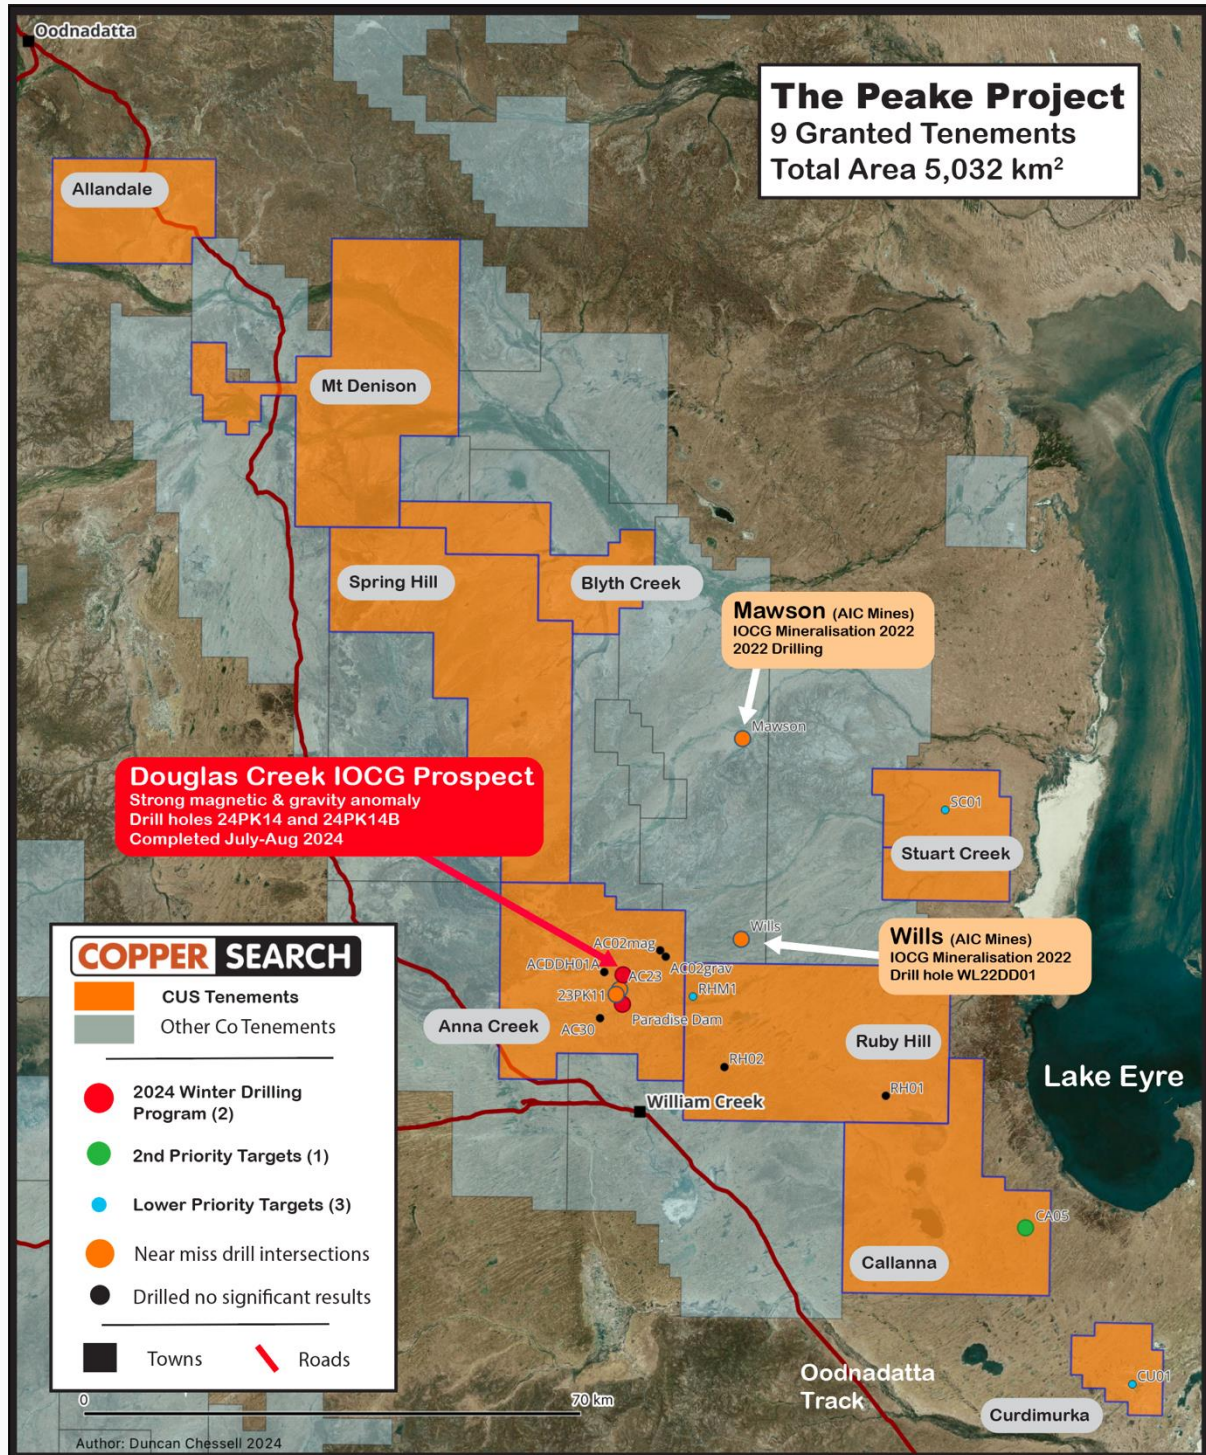 Oodnadatta
The Peake Project
9 Granted Tenements
Total Area 5,032 km²
Allandale
Mt Denison
Spring Hill
Blyth Creek
Mawson (AIC Mines)
IOCG Mineralisation 2022
2022 Drilling
Mawson
Douglas Creek IOCG Prospect
Strong magnetic & gravity anomaly
Drill holes 24PK14 and 24PK14B
Completed July-Aug 2024
SC01
Stuart Creek
Wills
Wills (AIC Mines)
IOCG Mineralisation 2022
Drill hole WL22DD01
AC02mag
AC02grav
ACDDH01A
AC23
23PK11
RHM1
Paradise Dam
AC30
Anna Creek
Ruby Hill
RH02
RH01
Lake Eyre
William Creek
CA05
Callanna
COPPER SEARCH
CUS Tenements
Other Co Tenements
2024 Winter Drilling
Program (2)
2nd Priority Targets (1)
Lower Priority Targets (3)
Near miss drill intersections
Drilled no significant results
Towns
Roads
Oodnadatta
Track
CU01
Curdimurka
0
70 km
Author: Duncan Chessell 2024